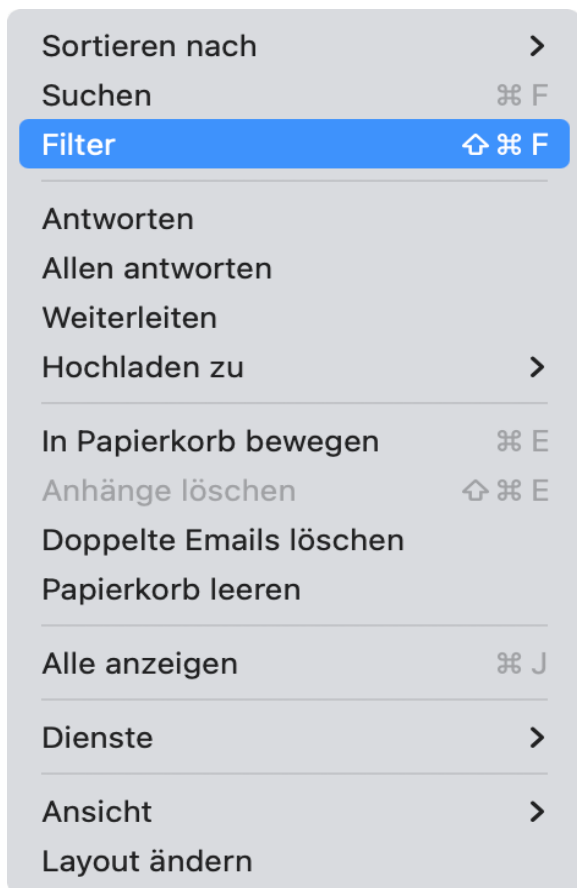 Sortieren nach
Suchen ⌘ F
Filter ⇧ ⌘ F
Antworten
Allen antworten
Weiterleiten
Hochladen zu
In Papierkorb bewegen ⌘ E
Anhänge löschen ⇧ ⌘ E
Doppelte Emails löschen
Papierkorb leeren
Alle anzeigen ⌘ J
Dienste
Ansicht
Layout ändern